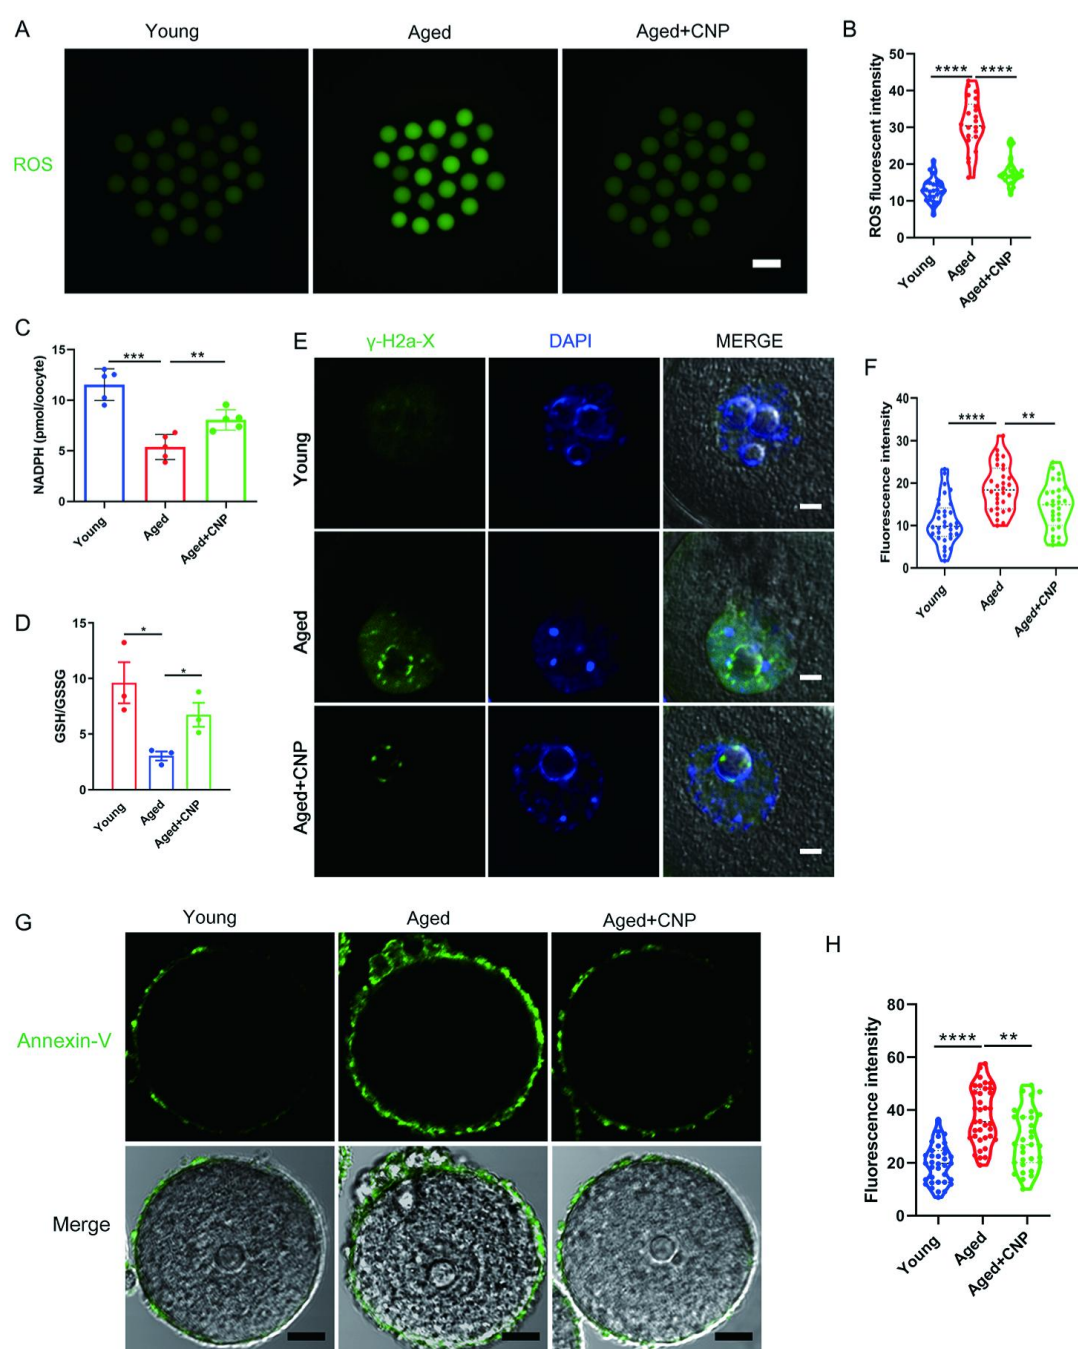 A
Young
Aged
Aged+CNP
ROS
B
ROS fluorescent intensity
50
40
30
20
10
0
****
****
Young
Aged
Aged+CNP
C
NADPH (pmol/oocyte)
15
10
5
0
***
**
Young
Aged
Aged+CNP
D
GSH/GSSG
15
10
5
0
*
*
Young
Aged
Aged+CNP
E
γ-H2a-X
DAPI
MERGE
Young
Aged
Aged+CNP
F
Fluorescence intensity
40
30
20
10
0
****
**
Young
Aged
Aged+CNP
G
Young
Aged
Aged+CNP
Annexin-V
Merge
H
Fluorescence intensity
80
60
40
20
0
****
**
Young
Aged
Aged+CNP